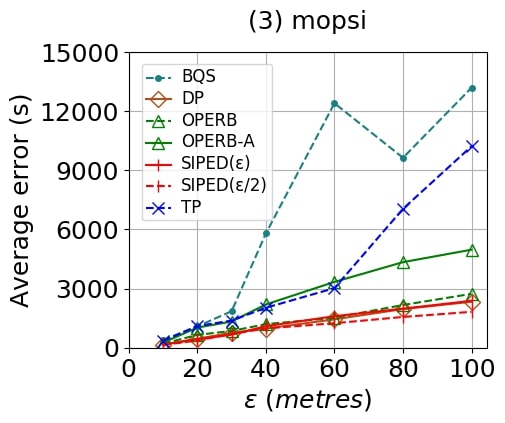 (3) mopsi
15000
12000
9000
6000
3000
0
Average error (s)
BQS
DP
OPERB
OPERB-A
SIPED(ε)
SIPED(ε/2)
TP
0 20 40 60 80 100
ε (metres)